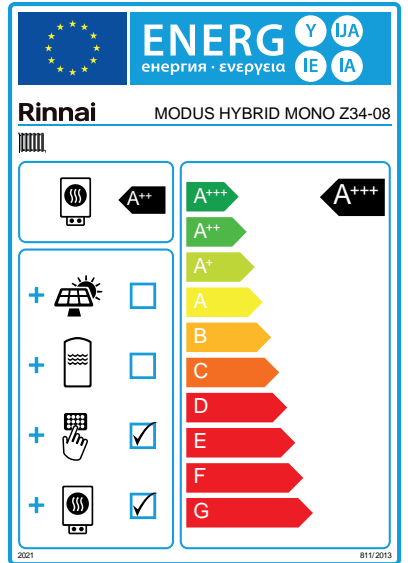 ENERG Y IJA
енергия · ενεργεια IE IA
Rinnai MODUS HYBRID MONO Z34-08
A++
A+++
A+++
A++
A+
A
B
C
D
E
F
G
+
+
+
+
2021 811/2013